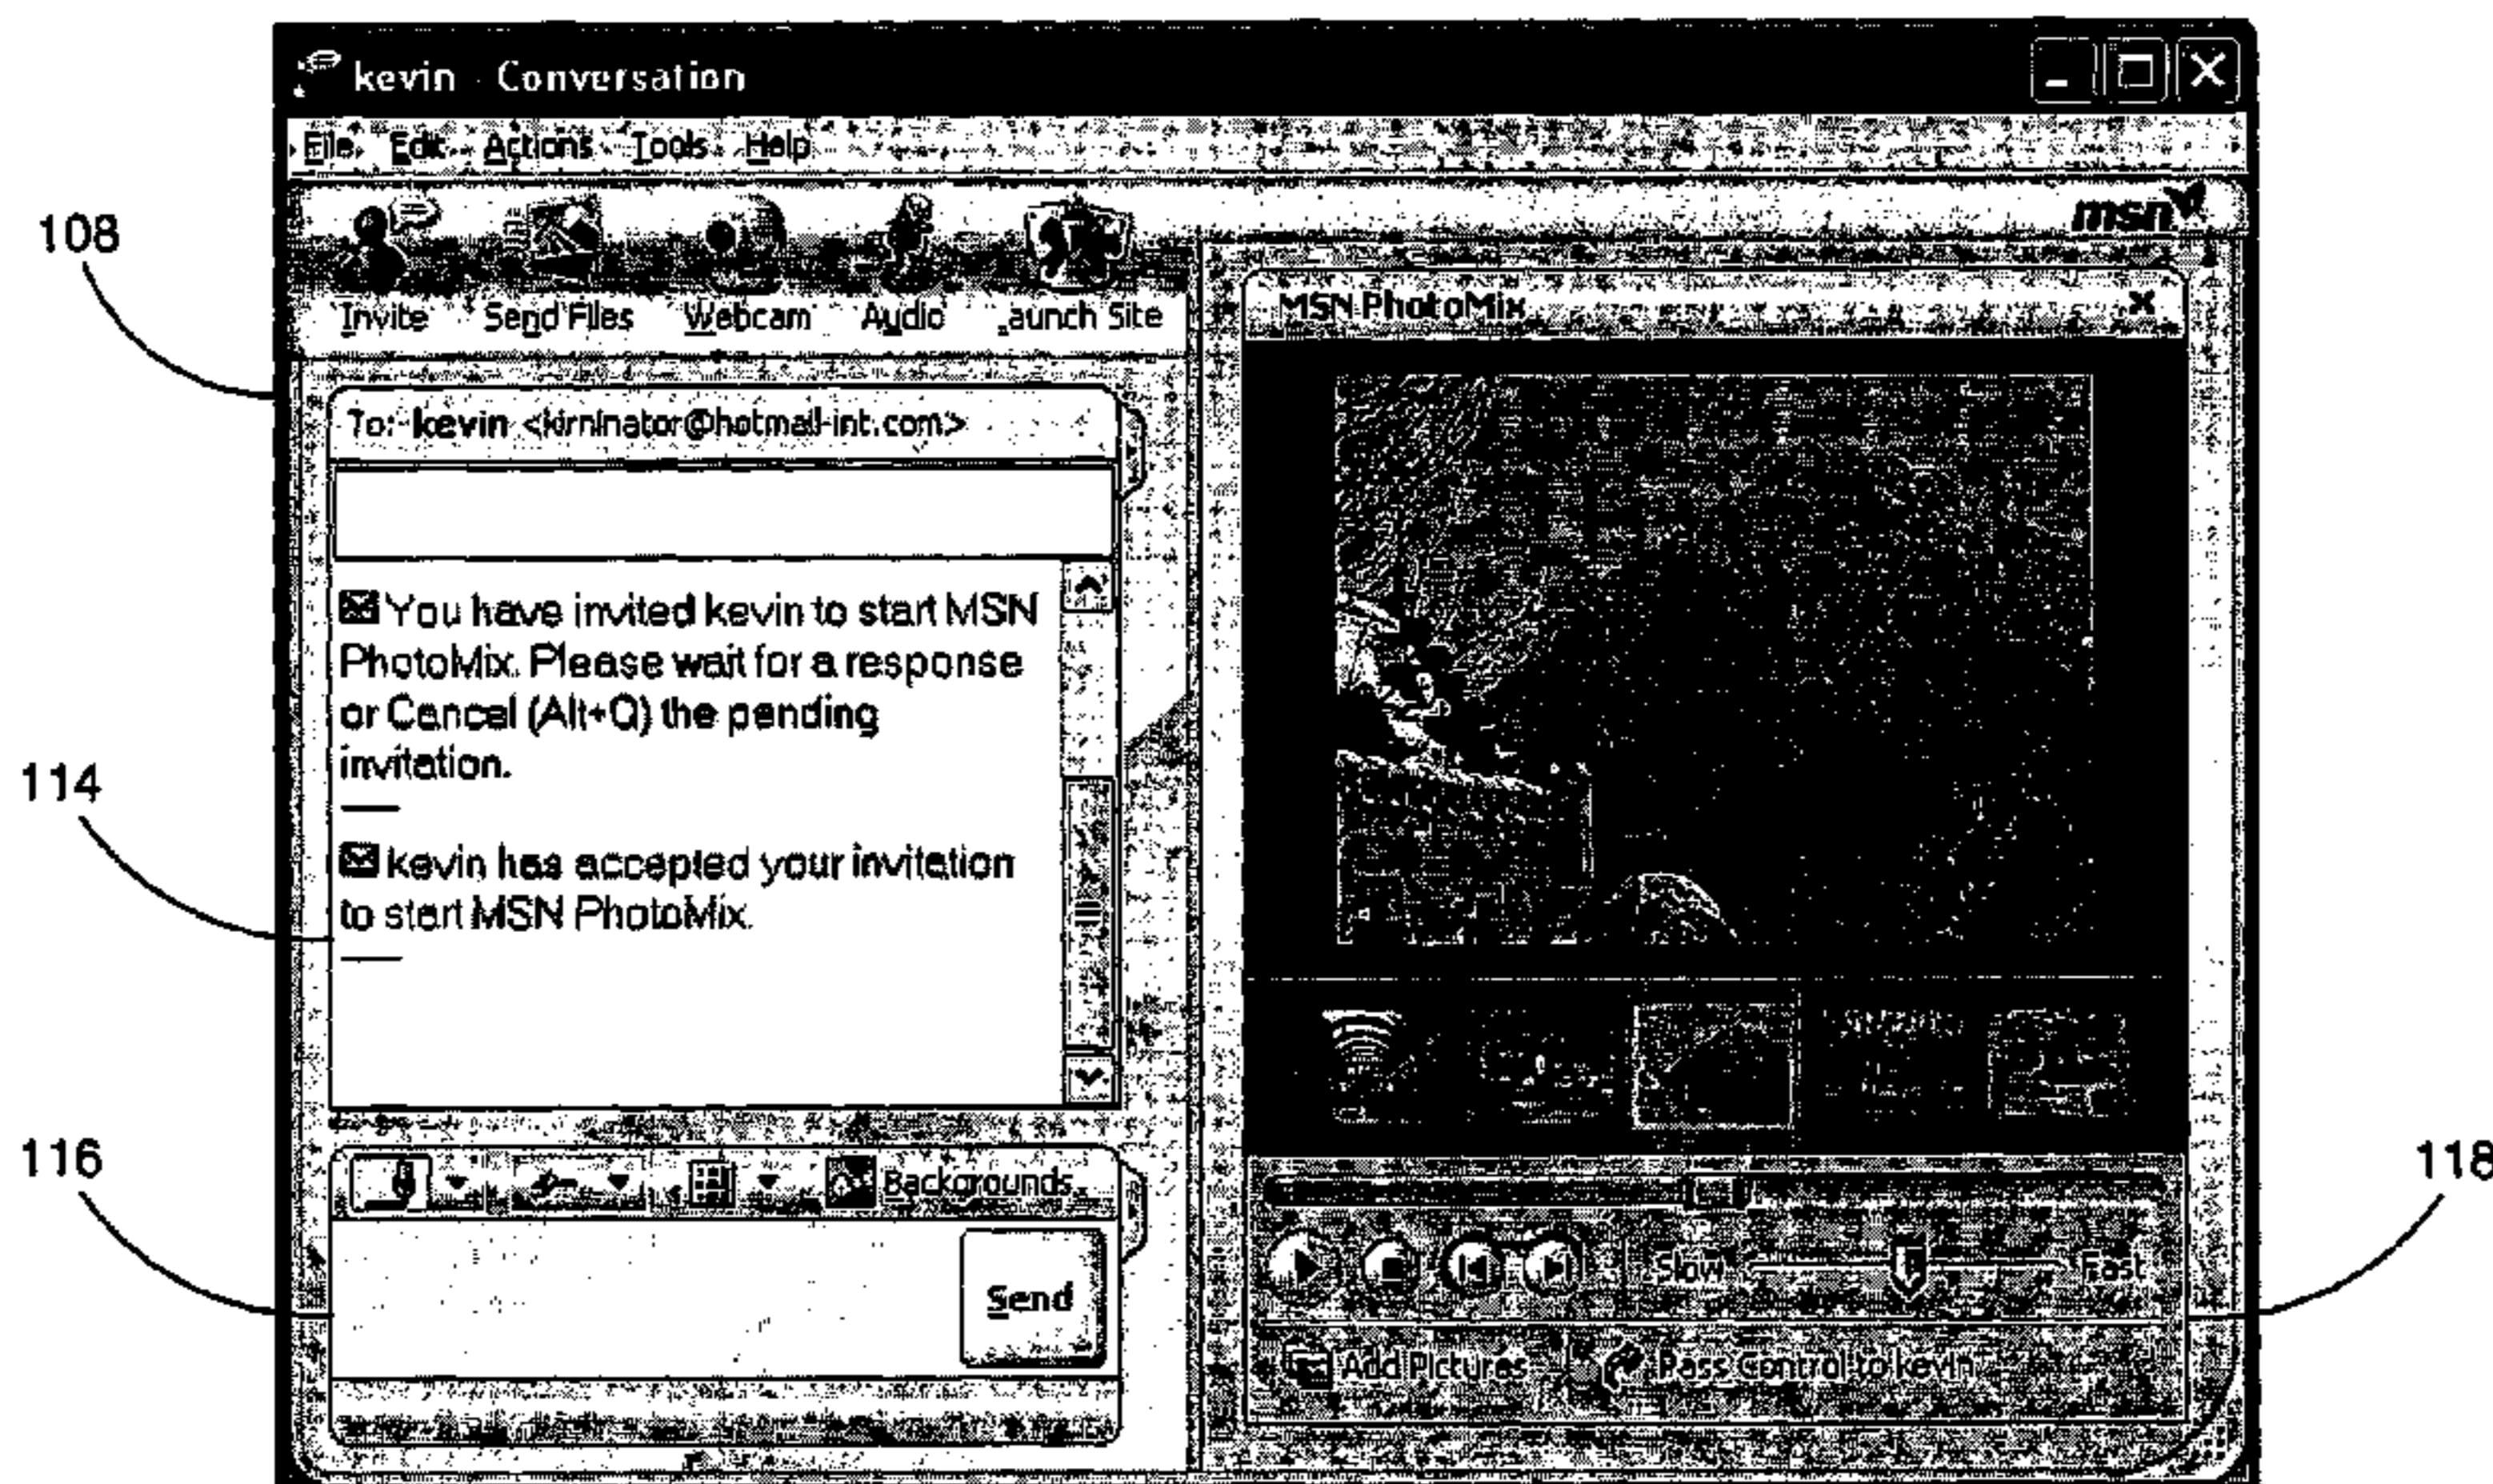 kevin - Conversation
File Edit Actions Tools Help
msn
108
Invite Send Files Webcam Audio aunch Site
MSN PhotoMix
To: kevin <kirninator@hotmail-int.com>
You have invited kevin to start MSN
PhotoMix. Please wait for a response
or Cancel (Alt+Q) the pending
invitation.
114
kevin has accepted your invitation
to start MSN PhotoMix.
116
Backgrounds
118
Slow Fast
Send
Add Pictures Pass Control to kevin